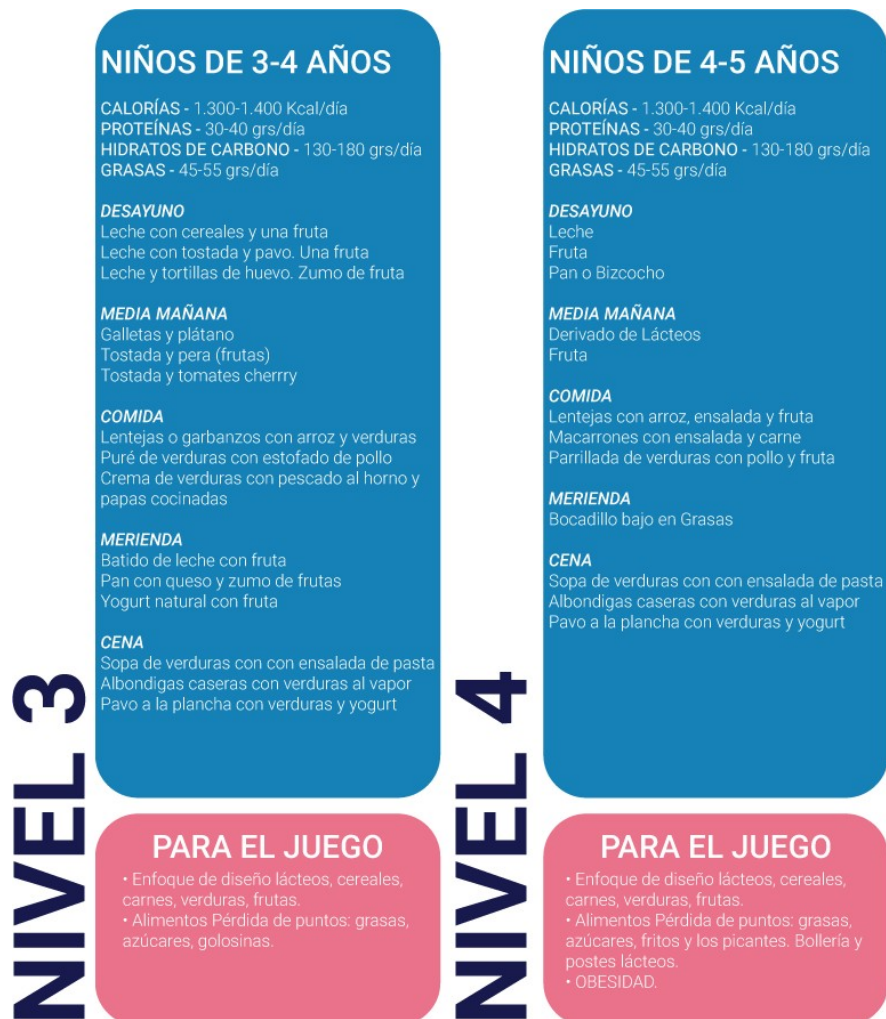 NIVEL 3
NIÑOS DE 3-4 AÑOS
CALORÍAS - 1.300-1.400 Kcal/día
PROTEÍNAS - 30-40 grs/día
HIDRATOS DE CARBONO - 130-180 grs/día
GRASAS - 45-55 grs/día
DESAYUNO
Leche con cereales y una fruta
Leche con tostada y pavo. Una fruta
Leche y tortillas de huevo. Zumo de fruta
MEDIA MAÑANA
Galletas y plátano
Tostada y pera (frutas)
Tostada y tomates cherrry
COMIDA
Lentejas o garbanzos con arroz y verduras
Puré de verduras con estofado de pollo
Crema de verduras con pescado al horno y
papas cocinadas
MERIENDA
Batido de leche con fruta
Pan con queso y zumo de frutas
Yogurt natural con fruta
CENA
Sopa de verduras con con ensalada de pasta
Albondigas caseras con verduras al vapor
Pavo a la plancha con verduras y yogurt
PARA EL JUEGO
• Enfoque de diseño lácteos, cereales,
carnes, verduras, frutas.
• Alimentos Pérdida de puntos: grasas,
azúcares, golosinas.
NIVEL 4
NIÑOS DE 4-5 AÑOS
CALORÍAS - 1.300-1.400 Kcal/día
PROTEÍNAS - 30-40 grs/día
HIDRATOS DE CARBONO - 130-180 grs/día
GRASAS - 45-55 grs/día
DESAYUNO
Leche
Fruta
Pan o Bizcocho
MEDIA MAÑANA
Derivado de Lácteos
Fruta
COMIDA
Lentejas con arroz, ensalada y fruta
Macarrones con ensalada y carne
Parrillada de verduras con pollo y fruta
MERIENDA
Bocadillo bajo en Grasas
CENA
Sopa de verduras con con ensalada de pasta
Albondigas caseras con verduras al vapor
Pavo a la plancha con verduras y yogurt
PARA EL JUEGO
• Enfoque de diseño lácteos, cereales,
carnes, verduras, frutas.
• Alimentos Pérdida de puntos: grasas,
azúcares, fritos y los picantes. Bollería y
postes lácteos.
• OBESIDAD.